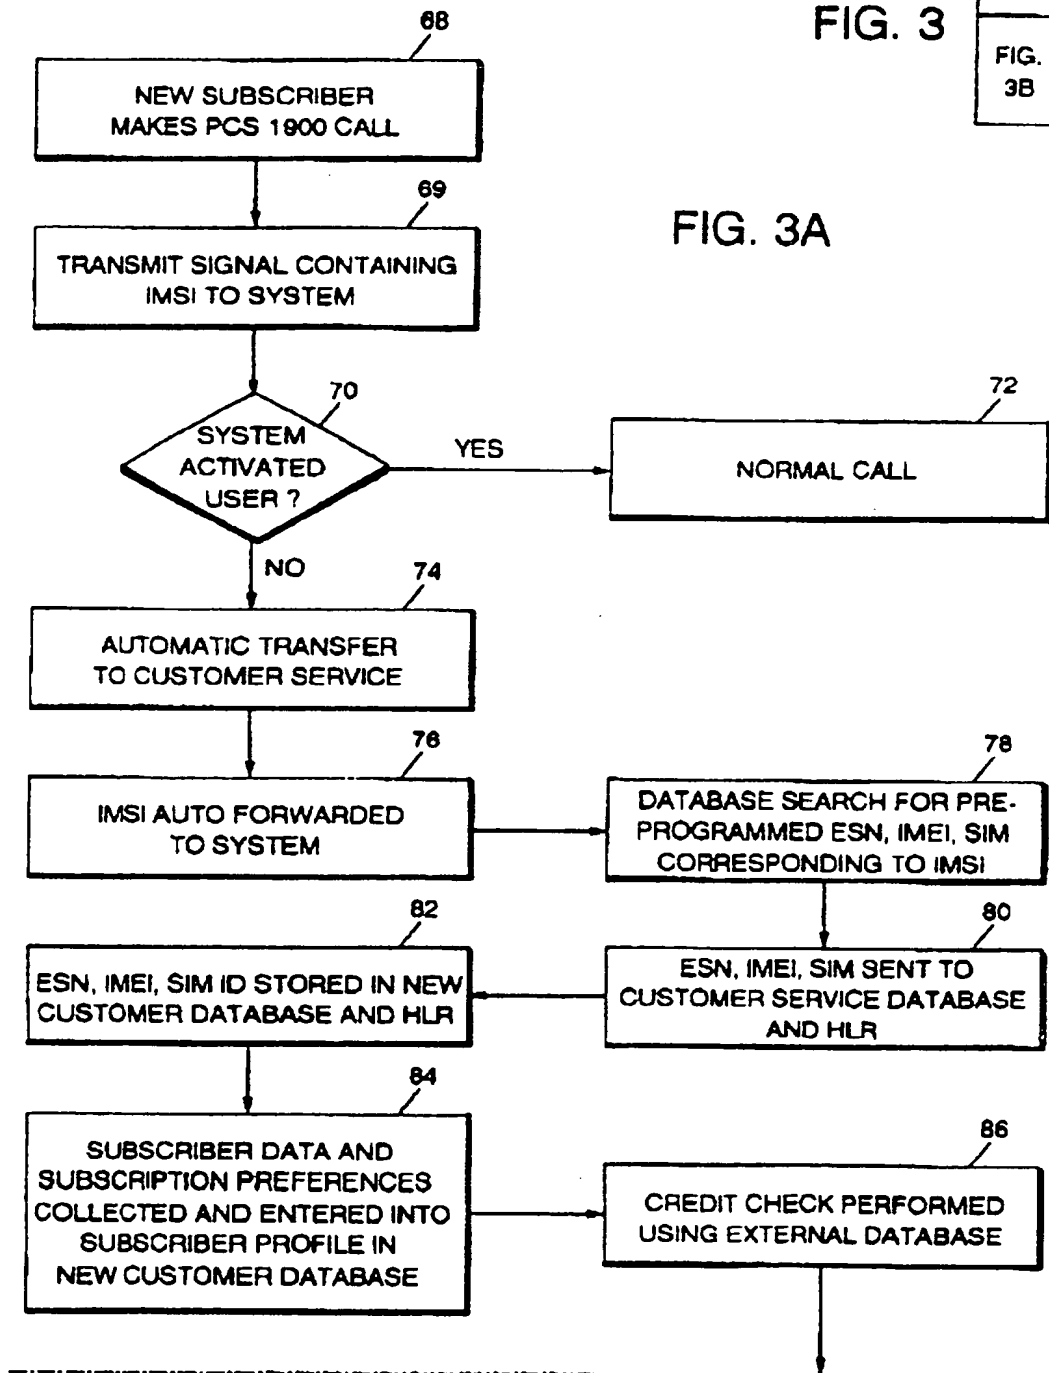 FIG. 3
FIG.
3B
68
NEW SUBSCRIBER
MAKES PCS 1900 CALL
69
FIG. 3A
TRANSMIT SIGNAL CONTAINING
IMSI TO SYSTEM
70
SYSTEM
ACTIVATED
USER ?
YES
72
NORMAL CALL
NO
74
AUTOMATIC TRANSFER
TO CUSTOMER SERVICE
76
IMSI AUTO FORWARDED
TO SYSTEM
78
DATABASE SEARCH FOR PRE-
PROGRAMMED ESN, IMEI, SIM
CORRESPONDING TO IMSI
80
ESN, IMEI, SIM SENT TO
CUSTOMER SERVICE DATABASE
AND HLR
82
ESN, IMEI, SIM ID STORED IN NEW
CUSTOMER DATABASE AND HLR
84
SUBSCRIBER DATA AND
SUBSCRIPTION PREFERENCES
COLLECTED AND ENTERED INTO
SUBSCRIBER PROFILE IN
NEW CUSTOMER DATABASE
86
CREDIT CHECK PERFORMED
USING EXTERNAL DATABASE